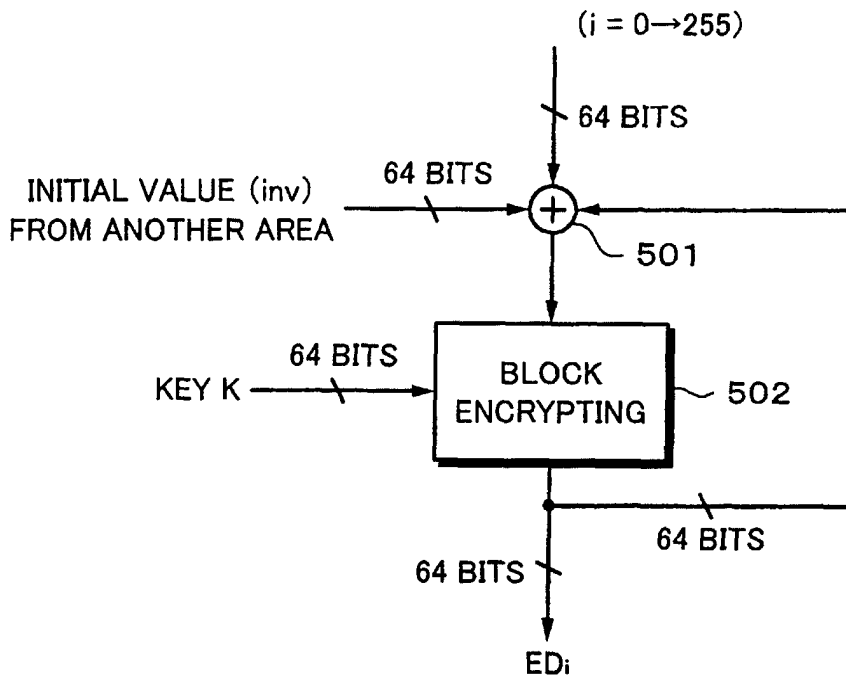 (i = 0→255)
64 BITS
64 BITS
INITIAL VALUE (inv)
FROM ANOTHER AREA
+
501
64 BITS
KEY K
BLOCK
ENCRYPTING
502
64 BITS
64 BITS
EDi